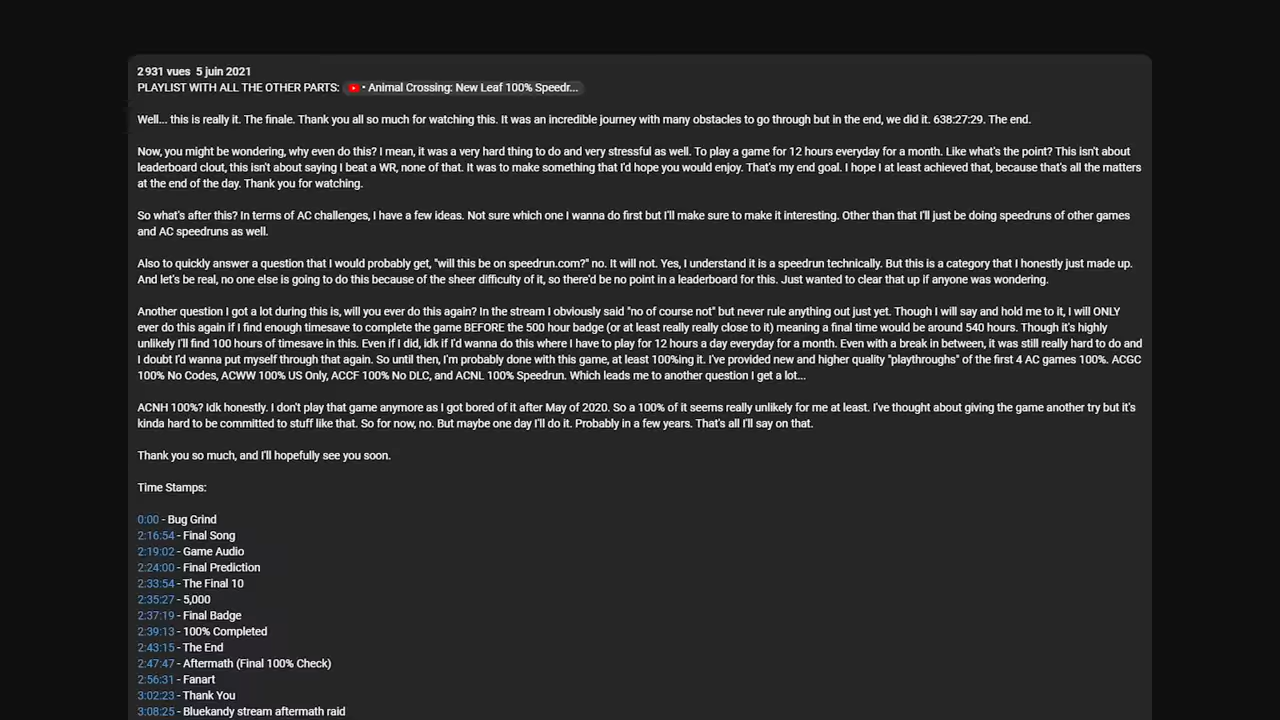 2 931 vues 5 juin 2021
PLAYLIST WITH ALL THE OTHER PARTS: • Animal Crossing: New Leaf 100% Speedr...
Well... this is really it. The finale. Thank you all so much for watching this. It was an incredible journey with many obstacles to go through but in the end, we did it. 638:27:29. The end.
Now, you might be wondering, why even do this? I mean, it was a very hard thing to do and very stressful as well. To play a game for 12 hours everyday for a month. Like what's the point? This isn't about
leaderboard clout, this isn't about saying I beat a WR, none of that. It was to make something that I'd hope you would enjoy. That's my end goal. I hope I at least achieved that, because that's all the matters
at the end of the day. Thank you for watching.
So what's after this? In terms of AC challenges, I have a few ideas. Not sure which one I wanna do first but I'll make sure to make it interesting. Other than that I'll just be doing speedruns of other games
and AC speedruns as well.
Also to quickly answer a question that I would probably get, "will this be on speedrun.com?" no. It will not. Yes, I understand it is a speedrun technically. But this is a category that I honestly just made up.
And let's be real, no one else is going to do this because of the sheer difficulty of it, so there'd be no point in a leaderboard for this. Just wanted to clear that up if anyone was wondering.
Another question I got a lot during this is, will you ever do this again? In the stream I obviously said "no of course not" but never rule anything out just yet. Though I will say and hold me to it, I will ONLY
ever do this again if I find enough timesave to complete the game BEFORE the 500 hour badge (or at least really really close to it) meaning a final time would be around 540 hours. Though it's highly
unlikely I'll find 100 hours of timesave in this. Even if I did, idk if I'd wanna do this where I have to play for 12 hours a day everyday for a month. Even with a break in between, it was still really hard to do and
I doubt I'd wanna put myself through that again. So until then, I'm probably done with this game, at least 100%ing it. I've provided new and higher quality "playthroughs" of the first 4 AC games 100%. ACGC
100% No Codes, ACWW 100% US Only, ACCF 100% No DLC, and ACNL 100% Speedrun. Which leads me to another question I get a lot...
ACNH 100%? Idk honestly. I don't play that game anymore as I got bored of it after May of 2020. So a 100% of it seems really unlikely for me at least. I've thought about giving the game another try but it's
kinda hard to be committed to stuff like that. So for now, no. But maybe one day I'll do it. Probably in a few years. That's all I'll say on that.
Thank you so much, and I'll hopefully see you soon.
Time Stamps:
0:00 - Bug Grind
2:16:54 - Final Song
2:19:02 - Game Audio
2:24:00 - Final Prediction
2:33:54 - The Final 10
2:35:27 - 5,000
2:37:19 - Final Badge
2:39:13 - 100% Completed
2:43:15 - The End
2:47:47 - Aftermath (Final 100% Check)
2:56:31 - Fanart
3:02:23 - Thank You
3:08:25 - Bluekandy stream aftermath raid